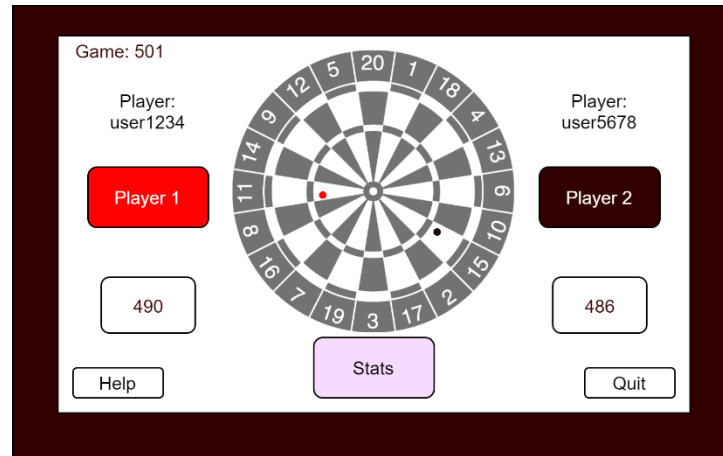 Game: 501
Player:
user1234
Player:
user5678
20
1
18
4
13
6
10
15
2
17
3
19
7
16
8
11
14
9
12
5
Player 1
Player 2
490
486
Stats
Help
Quit